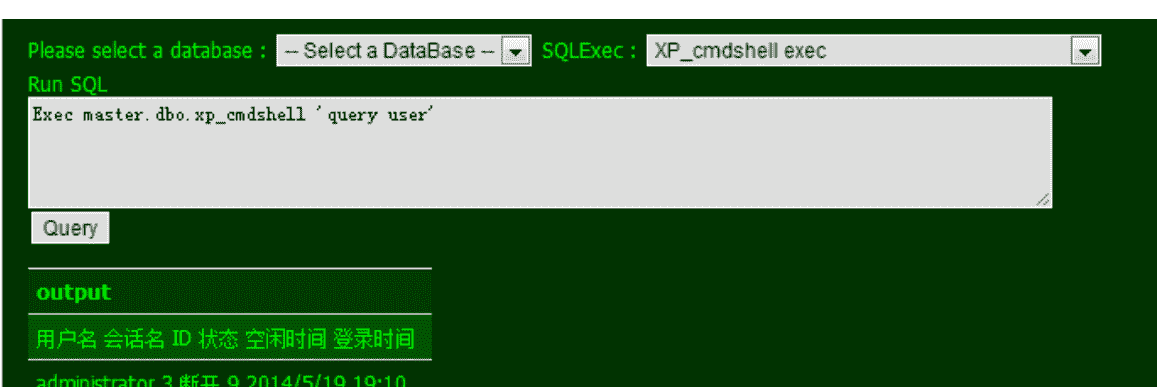 Please select a database : -- Select a DataBase -- SQLExec : XP_cmdshell exec
Run SQL
Exec master.dbo.xp_cmdshell 'query user'
Query
output
用户名 会话名 ID 状态 空闲时间 登录时间
administrator 3 断开 9 2014/5/19 19:10